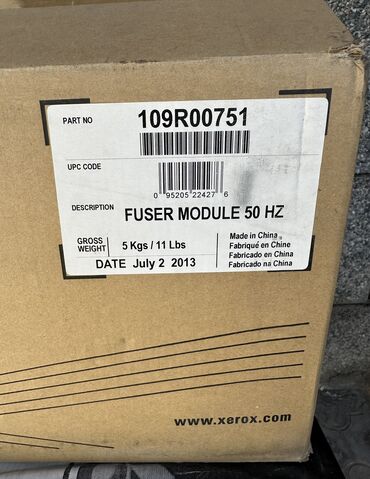 PART NO 109R00751
UPC CODE
0 95205 22427 6
DESCRIPTION FUSER MODULE 50 HZ
GROSS WEIGHT 5 Kgs / 11 Lbs
Made in China
Fabriqué en Chine
Fabricado en China
Fabricado na China
DATE July 2 2013
www.xerox.com